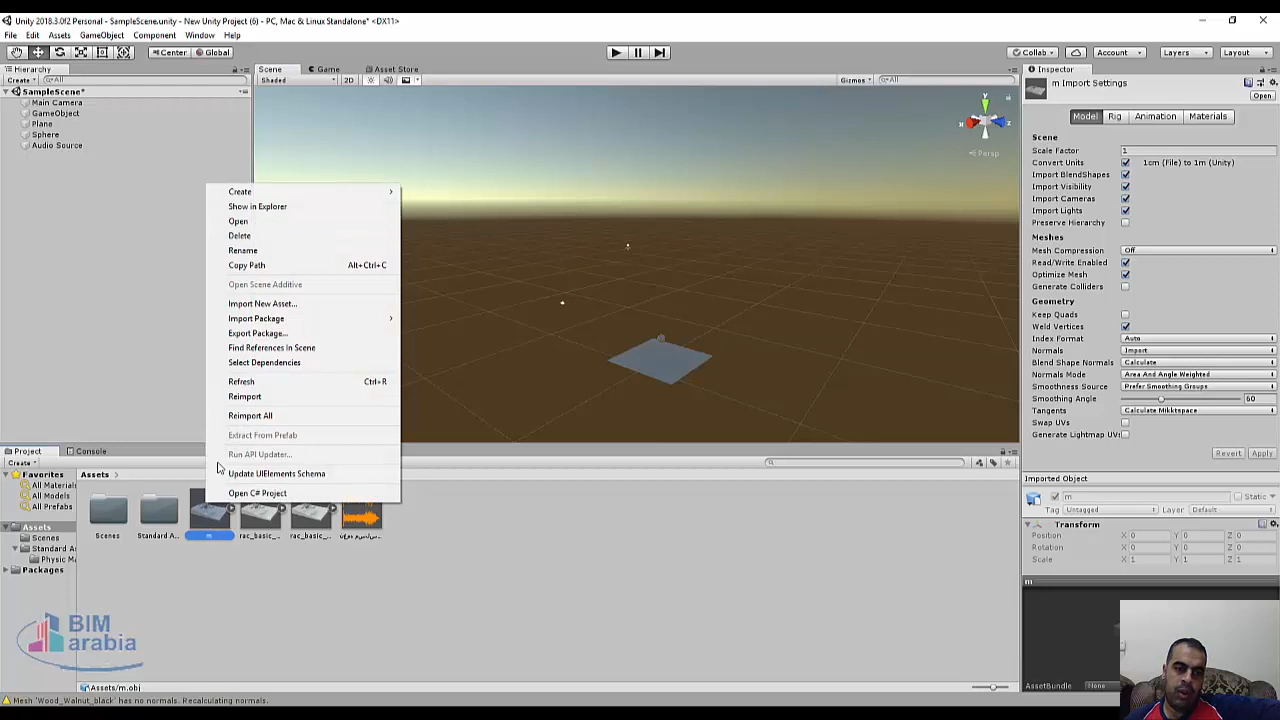 Unity 2018.3.0f2 Personal - SampleScene.unity - New Unity Project (6) - PC, Mac & Linux Standalone* <DX11>
File Edit Assets GameObject Component Window Help
Center Global Collab Account Layers Layout
Hierarchy
Create All
SampleScene*
Main Camera
GameObject
Plane
Sphere
Audio Source
Scene Game Asset Store
Shaded 2D Gizmos All
y
x z
Persp
Create
Show in Explorer
Open
Delete
Rename
Copy Path Alt+Ctrl+C
Open Scene Additive
Import New Asset...
Import Package
Export Package...
Find References In Scene
Select Dependencies
Refresh Ctrl+R
Reimport
Reimport All
Extract From Prefab
Run API Updater...
Update UIElements Schema
Open C# Project
Project Console
Create
Favorites
All Materials
All Models
All Prefabs
Assets
Scenes
Standard As
Physic Ma
Packages
Assets
Scenes Standard A... m rac_basic_... rac_basic_...
Assets/m.obj
BIM
arabia
Mesh 'Wood_Walnut_black' has no normals. Recalculating normals.
Inspector
m Import Settings
Open
Model Rig Animation Materials
Scene
Scale Factor 1
Convert Units 1cm (File) to 1m (Unity)
Import BlendShapes
Import Visibility
Import Cameras
Import Lights
Preserve Hierarchy
Meshes
Mesh Compression Off
Read/Write Enabled
Optimize Mesh
Generate Colliders
Geometry
Keep Quads
Weld Vertices
Index Format Auto
Normals Import
Blend Shape Normals Calculate
Normals Mode Area And Angle Weighted
Smoothness Source Prefer Smoothing Groups
Smoothing Angle 60
Tangents Calculate Mikktspace
Swap UVs
Generate Lightmap UVs
Revert Apply
Imported Object
m Static
Tag Untagged Layer Default
Transform
Position X 0 Y 0 Z 0
Rotation X 0 Y 0 Z 0
Scale X 1 Y 1 Z 1
m
AssetBundle None